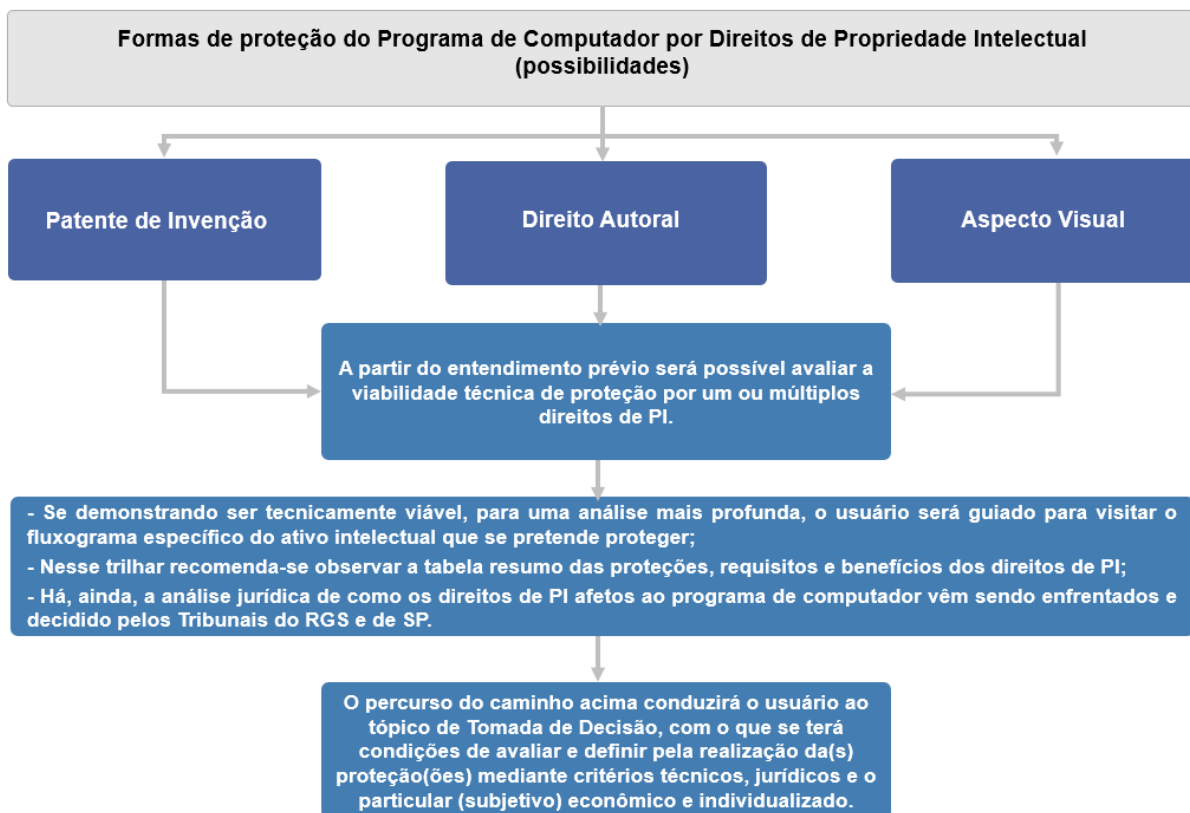 Formas de proteção do Programa de Computador por Direitos de Propriedade Intelectual
(possibilidades)
Patente de Invenção
Direito Autoral
Aspecto Visual
A partir do entendimento prévio será possível avaliar a
viabilidade técnica de proteção por um ou múltiplos
direitos de PI.
- Se demonstrando ser tecnicamente viável, para uma análise mais profunda, o usuário será guiado para visitar o
fluxograma específico do ativo intelectual que se pretende proteger;
- Nesse trilhar recomenda-se observar a tabela resumo das proteções, requisitos e benefícios dos direitos de PI;
- Há, ainda, a análise jurídica de como os direitos de PI afetos ao programa de computador vêm sendo enfrentados e
decidido pelos Tribunais do RGS e de SP.
O percurso do caminho acima conduzirá o usuário ao
tópico de Tomada de Decisão, com o que se terá
condições de avaliar e definir pela realização da(s)
proteção(ões) mediante critérios técnicos, jurídicos e o
particular (subjetivo) econômico e individualizado.